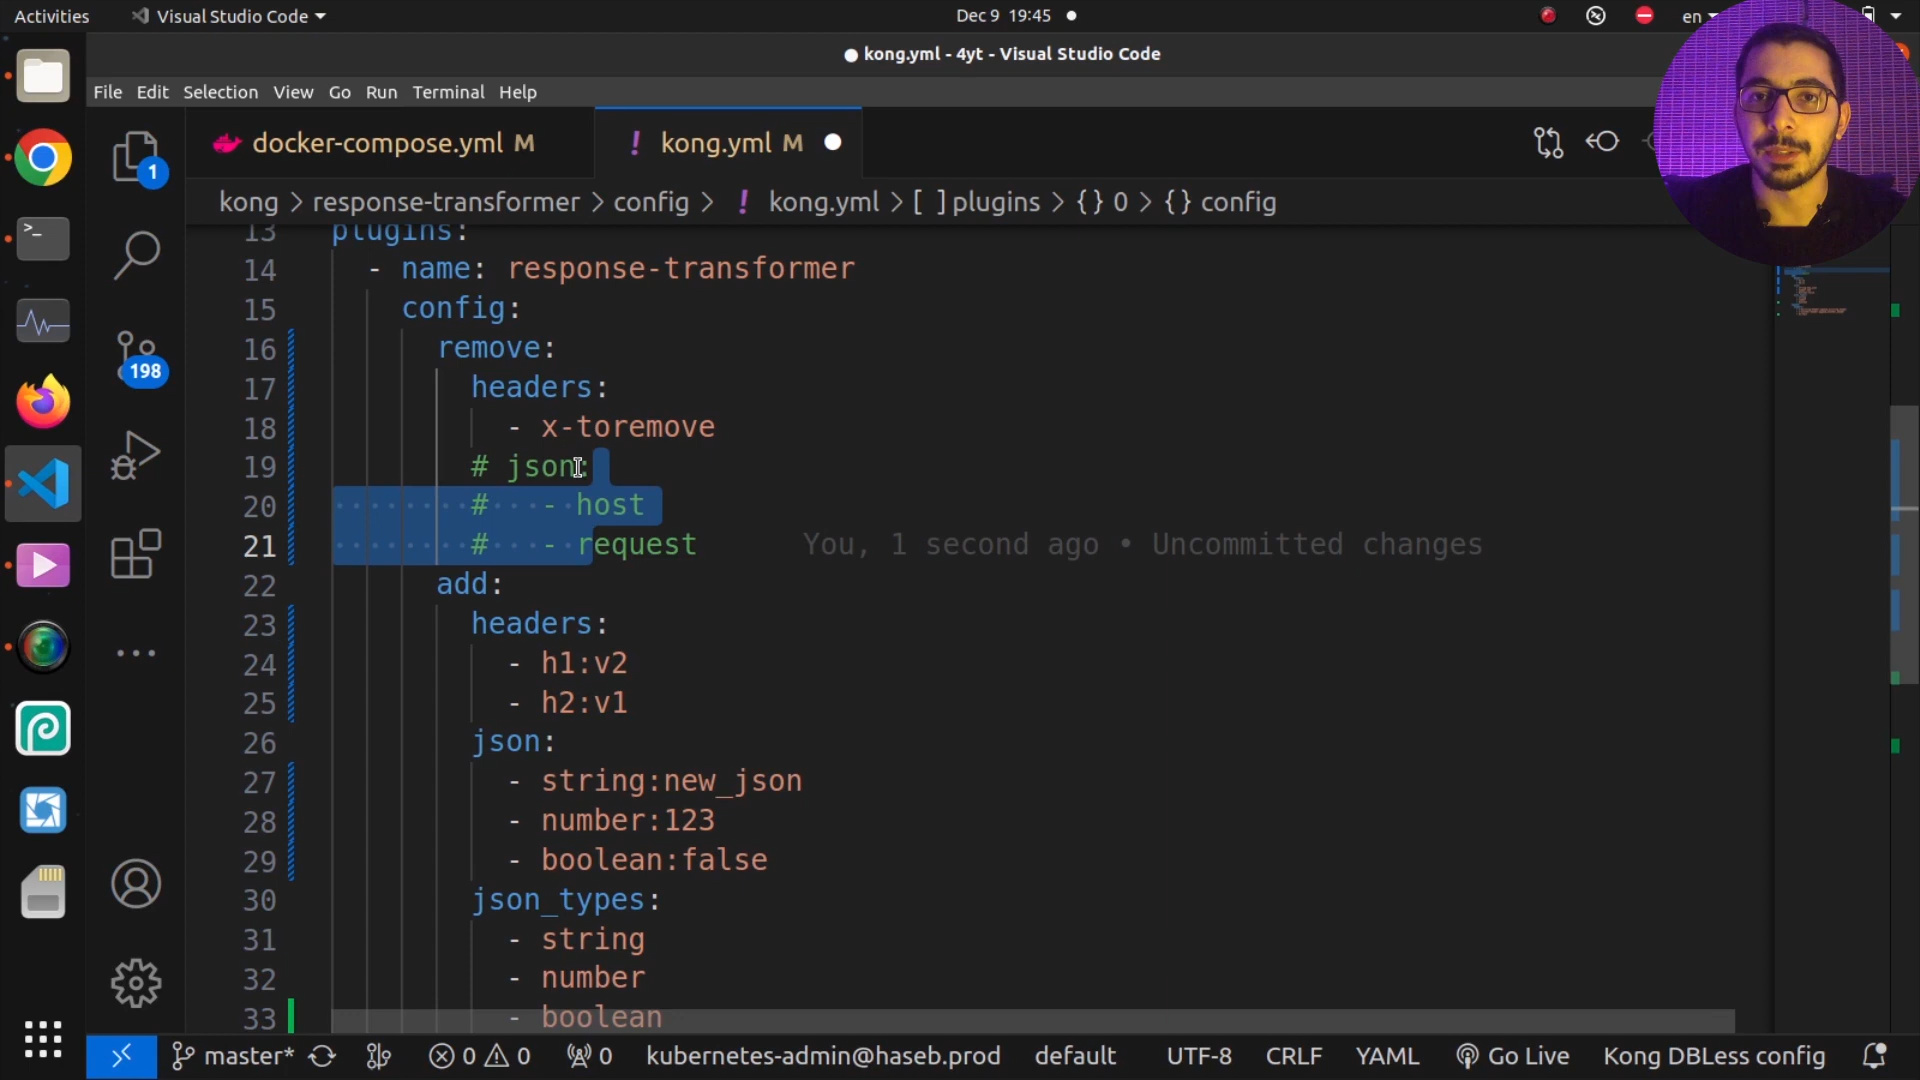 Activities
Visual Studio Code
Dec 9 19:45
en
kong.yml - 4yt - Visual Studio Code
File Edit Selection View Go Run Terminal Help
docker-compose.yml M
! kong.yml M
kong > response-transformer > config > ! kong.yml > [ ] plugins > {} 0 > {} config
13 plugins:
14 - name: response-transformer
15 config:
16 remove:
17 headers:
18 - x-toremove
19 # json:
20 # - host
21 # - request You, 1 second ago • Uncommitted changes
22 add:
23 headers:
24 - h1:v2
25 - h2:v1
26 json:
27 - string:new_json
28 - number:123
29 - boolean:false
30 json_types:
31 - string
32 - number
33 - boolean
1
198
master* 0 0 0 kubernetes-admin@haseb.prod default UTF-8 CRLF YAML Go Live Kong DBLess config